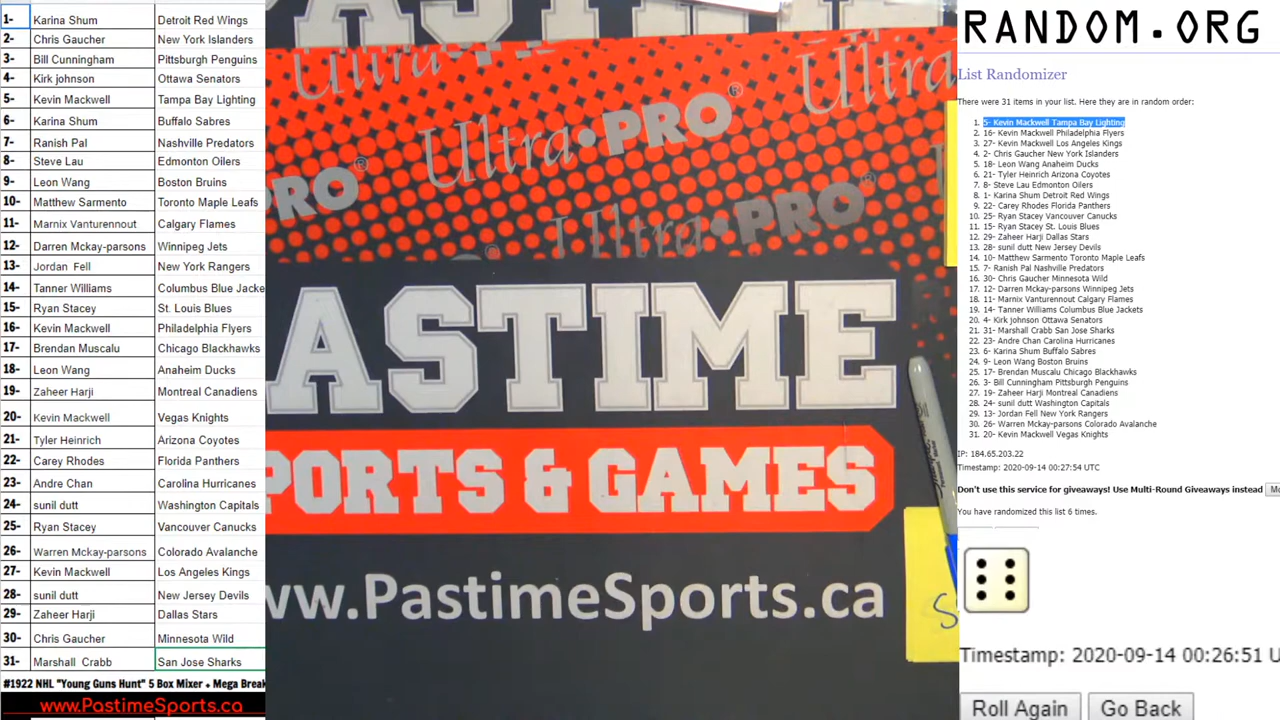 1- Karina Shum Detroit Red Wings
2- Chris Gaucher New York Islanders
3- Bill Cunningham Pittsburgh Penguins
4- Kirk johnson Ottawa Senators
5- Kevin Mackwell Tampa Bay Lighting
6- Karina Shum Buffalo Sabres
7- Ranish Pal Nashville Predators
8- Steve Lau Edmonton Oilers
9- Leon Wang Boston Bruins
10- Matthew Sarmento Toronto Maple Leafs
11- Marnix Vanturennout Calgary Flames
12- Darren Mckay-parsons Winnipeg Jets
13- Jordan Fell New York Rangers
14- Tanner Williams Columbus Blue Jacke
15- Ryan Stacey St. Louis Blues
16- Kevin Mackwell Philadelphia Flyers
17- Brendan Muscalu Chicago Blackhawks
18- Leon Wang Anaheim Ducks
19- Zaheer Harji Montreal Canadiens
20- Kevin Mackwell Vegas Knights
21- Tyler Heinrich Arizona Coyotes
22- Carey Rhodes Florida Panthers
23- Andre Chan Carolina Hurricanes
24- sunil dutt Washington Capitals
25- Ryan Stacey Vancouver Canucks
26- Warren Mckay-parsons Colorado Avalanche
27- Kevin Mackwell Los Angeles Kings
28- sunil dutt New Jersey Devils
29- Zaheer Harji Dallas Stars
30- Chris Gaucher Minnesota Wild
31- Marshall Crabb San Jose Sharks
#1922 NHL "Young Guns Hunt" 5 Box Mixer + Mega Break
www.PastimeSports.ca
ASTIME
Ultra
Ultra
Ultra•PRO®
PRO®
Ultra•PRO®
ASTIME
PORTS & GAMES
ww.PastimeSports.ca
S
RANDOM.ORG
List Randomizer
There were 31 items in your list. Here they are in random order:
1. 5- Kevin Mackwell Tampa Bay Lighting
2. 16- Kevin Mackwell Philadelphia Flyers
3. 27- Kevin Mackwell Los Angeles Kings
4. 2- Chris Gaucher New York Islanders
5. 18- Leon Wang Anaheim Ducks
6. 21- Tyler Heinrich Arizona Coyotes
7. 8- Steve Lau Edmonton Oilers
8. 1- Karina Shum Detroit Red Wings
9. 22- Carey Rhodes Florida Panthers
10. 25- Ryan Stacey Vancouver Canucks
11. 15- Ryan Stacey St. Louis Blues
12. 29- Zaheer Harji Dallas Stars
13. 28- sunil dutt New Jersey Devils
14. 10- Matthew Sarmento Toronto Maple Leafs
15. 7- Ranish Pal Nashville Predators
16. 30- Chris Gaucher Minnesota Wild
17. 12- Darren Mckay-parsons Winnipeg Jets
18. 11- Marnix Vanturennout Calgary Flames
19. 14- Tanner Williams Columbus Blue Jackets
20. 4- Kirk johnson Ottawa Senators
21. 31- Marshall Crabb San Jose Sharks
22. 23- Andre Chan Carolina Hurricanes
23. 6- Karina Shum Buffalo Sabres
24. 9- Leon Wang Boston Bruins
25. 17- Brendan Muscalu Chicago Blackhawks
26. 3- Bill Cunningham Pittsburgh Penguins
27. 19- Zaheer Harji Montreal Canadiens
28. 24- sunil dutt Washington Capitals
29. 13- Jordan Fell New York Rangers
30. 26- Warren Mckay-parsons Colorado Avalanche
31. 20- Kevin Mackwell Vegas Knights
IP: 184.65.203.22
Timestamp: 2020-09-14 00:27:54 UTC
Don't use this service for giveaways! Use Multi-Round Giveaways instead Mo
You have randomized this list 6 times.
Timestamp: 2020-09-14 00:26:51 U
Roll Again Go Back